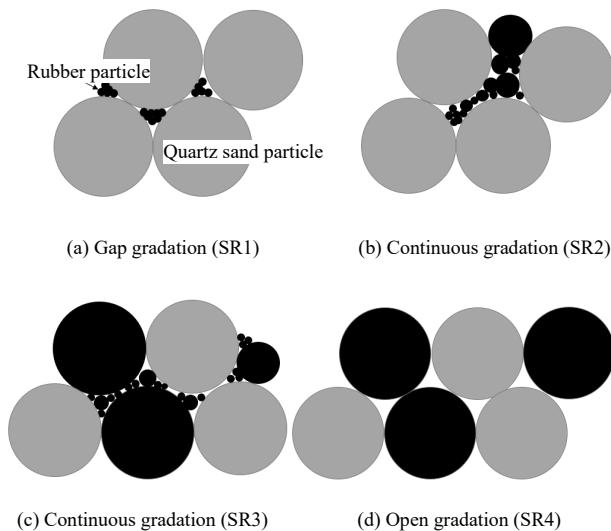 Rubber particle
Quartz sand particle
(a) Gap gradation (SR1)
(b) Continuous gradation (SR2)
(c) Continuous gradation (SR3)
(d) Open gradation (SR4)